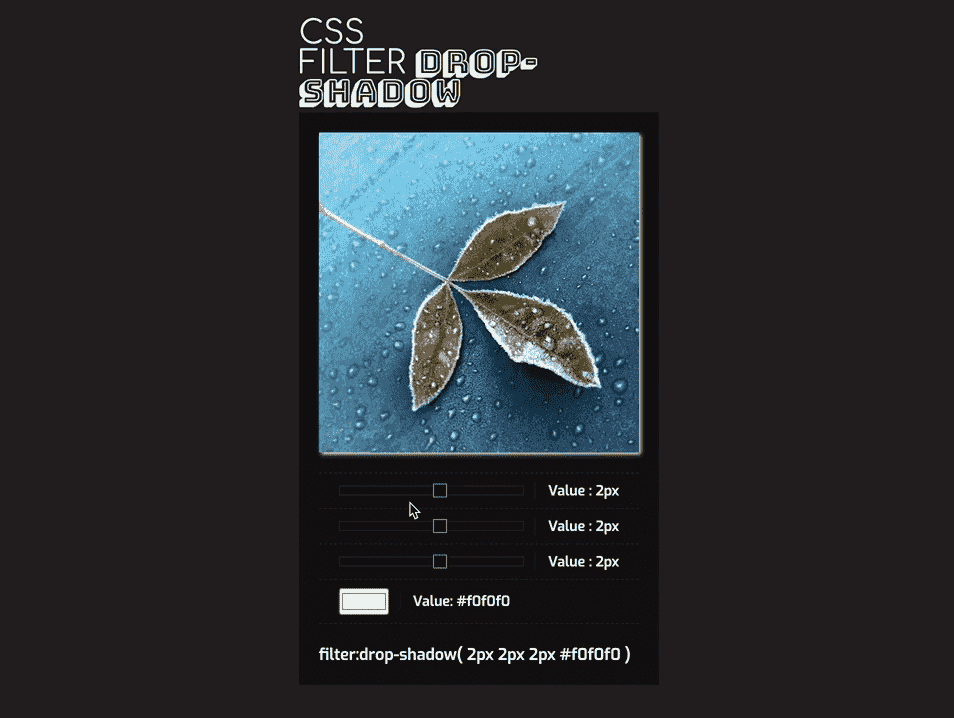 CSS
FILTER DROP-
SHADOW
Value : 2px
Value : 2px
Value : 2px
Value: #f0f0f0
filter:drop-shadow( 2px 2px 2px #f0f0f0 )